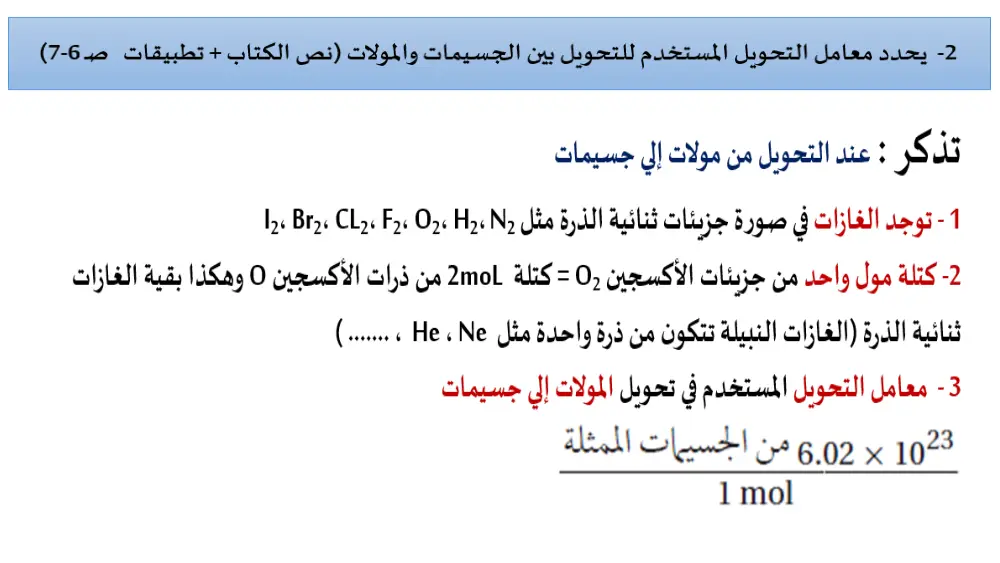 2- يحدد معامل التحويل المستخدم للتحويل بين الجسيمات والمولات (نص الكتاب + تطبيقات صـ 6-7)
تذكر : عند التحويل من مولات إلي جسيمات
1 - توجد الغازات في صورة جزيئات ثنائية الذرة مثل I₂، Br₂، CL₂، F₂، O₂، H₂، N₂
2- كتلة مول واحد من جزيئات الأكسجين O₂ = كتلة 2moL من ذرات الأكسجين O وهكذا بقية الغازات
ثنائية الذرة (الغازات النبيلة تتكون من ذرة واحدة مثل He ، Ne ، ....... )
3 - معامل التحويل المستخدم في تحويل المولات إلي جسيمات
6.02 × 10²³ من الجسيمات الممثلة
1 mol